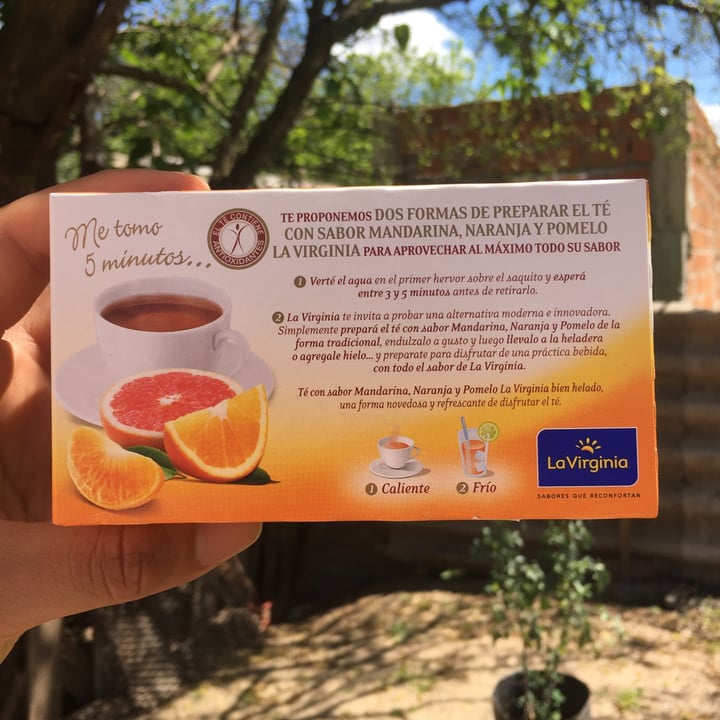 Me tomo
5 minutos...
EL TÉ CONTIENE
ANTIOXIDANTES
TE PROPONEMOS DOS FORMAS DE PREPARAR EL TÉ
CON SABOR MANDARINA, NARANJA Y POMELO
LA VIRGINIA PARA APROVECHAR AL MÁXIMO TODO SU SABOR
1 Verté el agua en el primer hervor sobre el saquito y esperá
entre 3 y 5 minutos antes de retirarlo.
2 La Virginia te invita a probar una alternativa moderna e innovadora.
Simplemente prepará el té con sabor Mandarina, Naranja y Pomelo de la
forma tradicional, endulzalo a gusto y luego llevalo a la heladera
o agregale hielo... y preparate para disfrutar de una práctica bebida,
con todo el sabor de La Virginia.
Té con sabor Mandarina, Naranja y Pomelo La Virginia bien helado,
una forma novedosa y refrescante de disfrutar el té.
1 Caliente
2 Frío
La Virginia
SABORES QUE RECONFORTAN